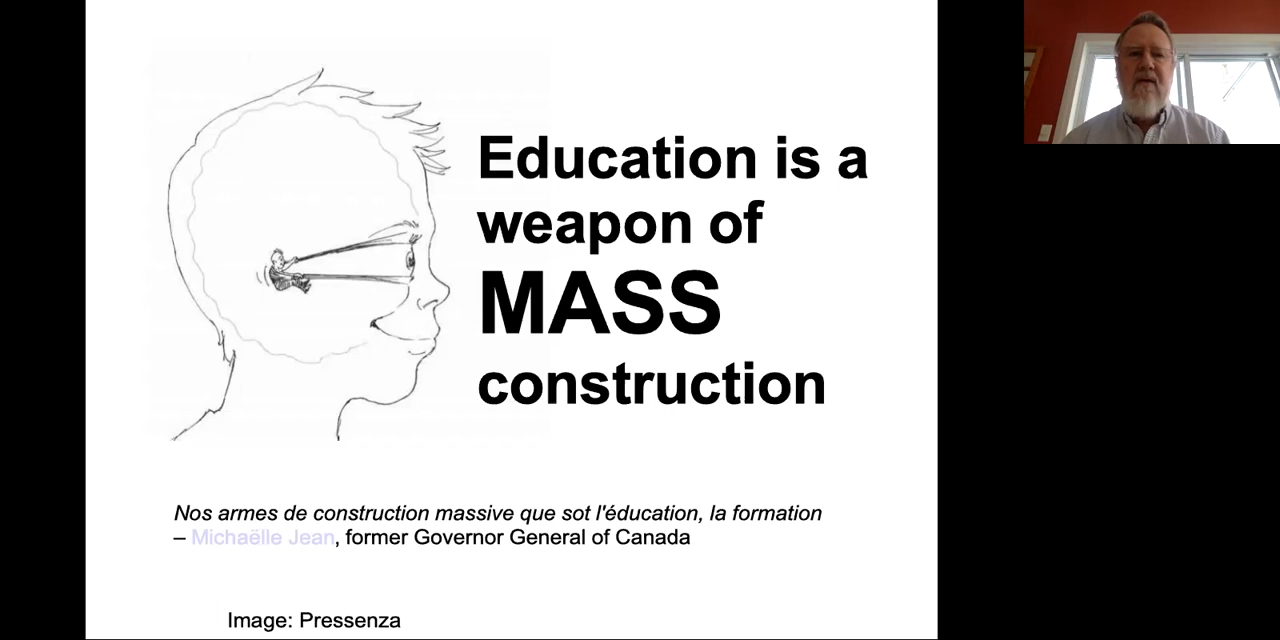 Education is a
weapon of
MASS
construction
Nos armes de construction massive que sot l'éducation, la formation
– Michaëlle Jean, former Governor General of Canada
Image: Pressenza